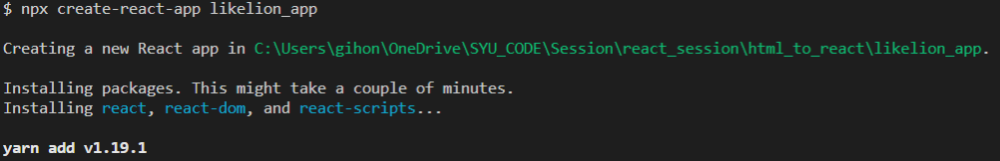 $ npx create-react-app likelion_app
Creating a new React app in C:\Users\gihon\OneDrive\SYU_CODE\Session\react_session\html_to_react\likelion_app.
Installing packages. This might take a couple of minutes.
Installing react, react-dom, and react-scripts...
yarn add v1.19.1